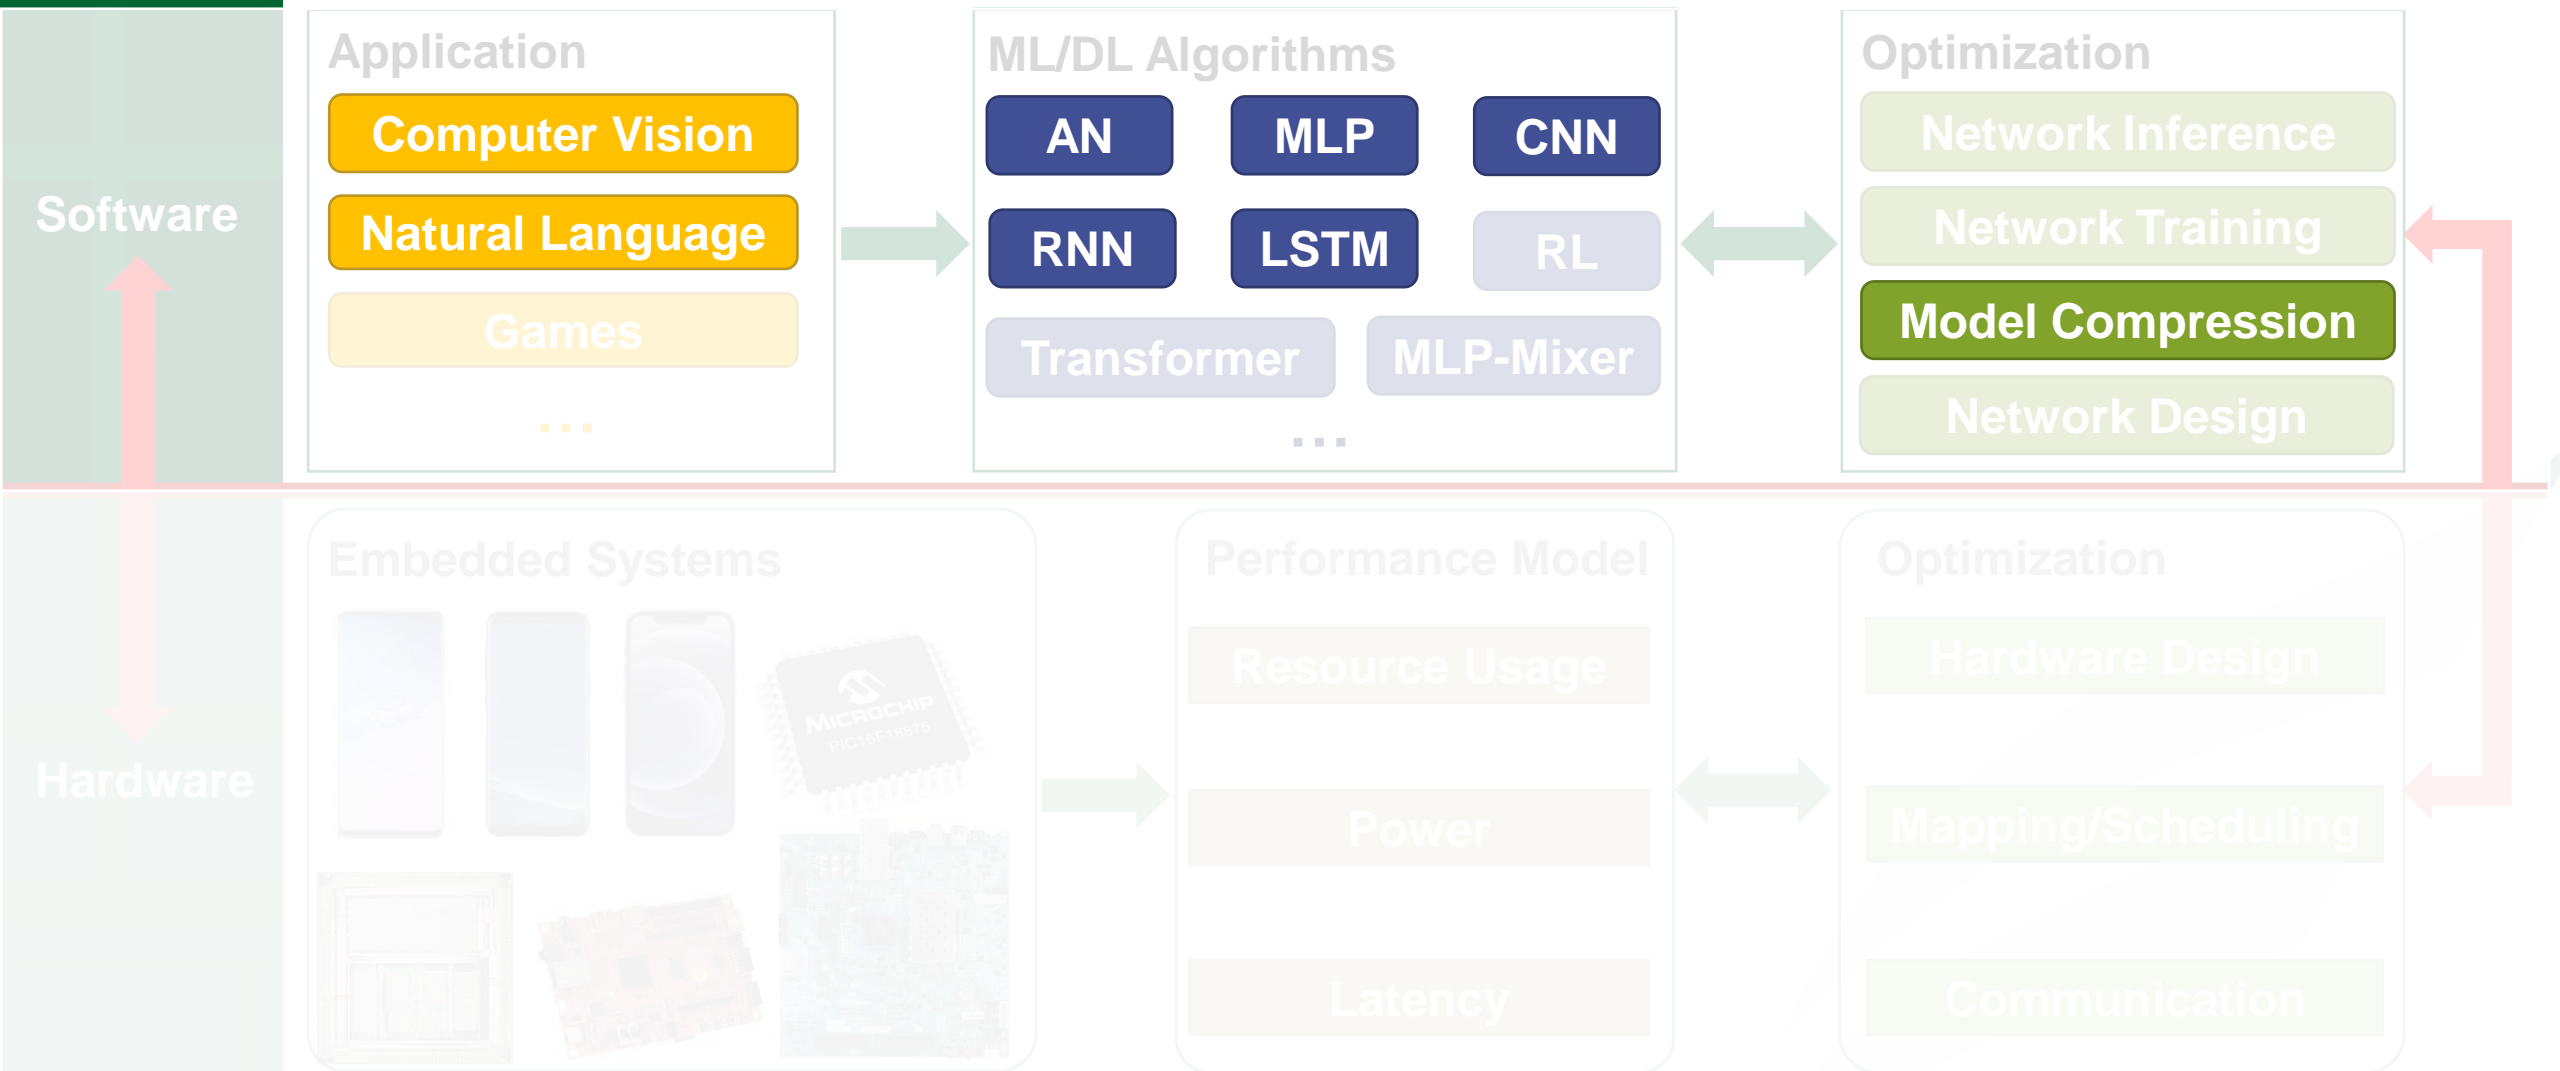 Software
Application
Computer Vision
Natural Language
Games
...
ML/DL Algorithms
AN
MLP
CNN
RNN
LSTM
RL
Transformer
MLP-Mixer
...
Optimization
Network Inference
Network Training
Model Compression
Network Design
Hardware
Embedded Systems
MICROCHIP
PIC16F18875
Performance Model
Resource Usage
Power
Latency
Optimization
Hardware Design
Mapping/Scheduling
Communication